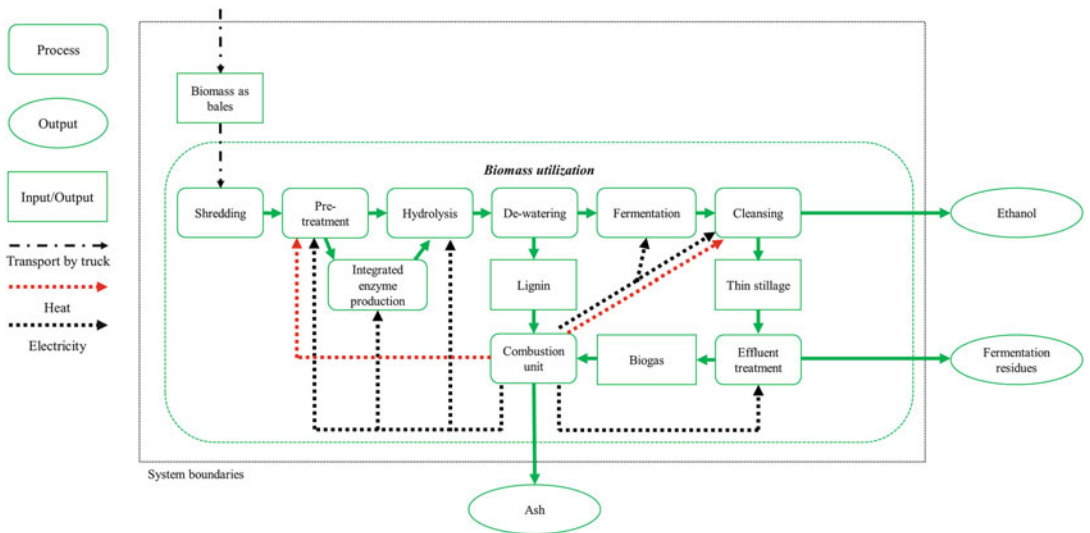 Process
Output
Input/Output
Transport by truck
Heat
Electricity
Biomass as
bales
Biomass utilization
Shredding
Pre-
treatment
Hydrolysis
De-watering
Fermentation
Cleansing
Ethanol
Integrated
enzyme
production
Lignin
Thin stillage
Combustion
unit
Biogas
Effluent
treatment
Fermentation
residues
System boundaries
Ash